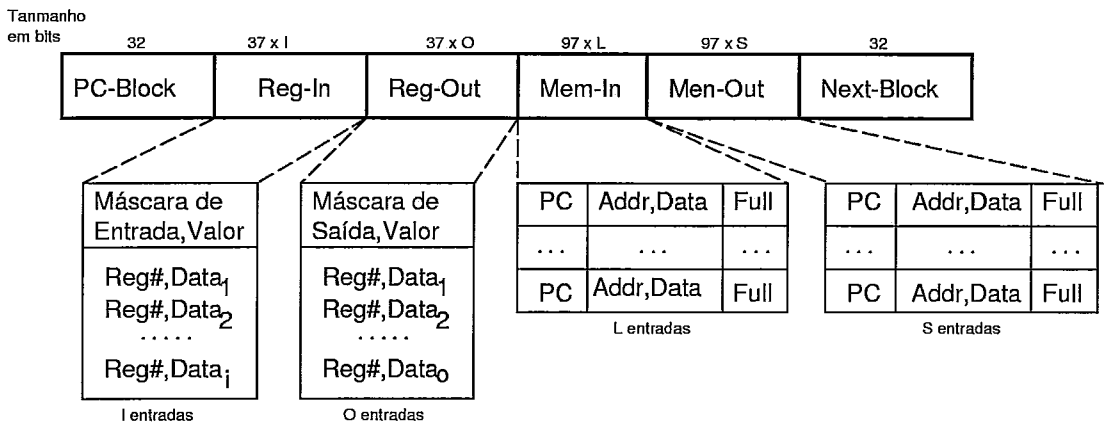 Tanmanho
em bits
32 37 x I 37 x O 97 x L 97 x S 32
PC-Block Reg-In Reg-Out Mem-In Men-Out Next-Block
Máscara de
Entrada,Valor
Reg#,Data1
Reg#,Data2
.....
Reg#,Datai
I entradas
Máscara de
Saída,Valor
Reg#,Data1
Reg#,Data2
.....
Reg#,Datao
O entradas
PC Addr,Data Full
... ... ...
PC Addr,Data Full
L entradas
PC Addr,Data Full
... ... ...
PC Addr,Data Full
S entradas